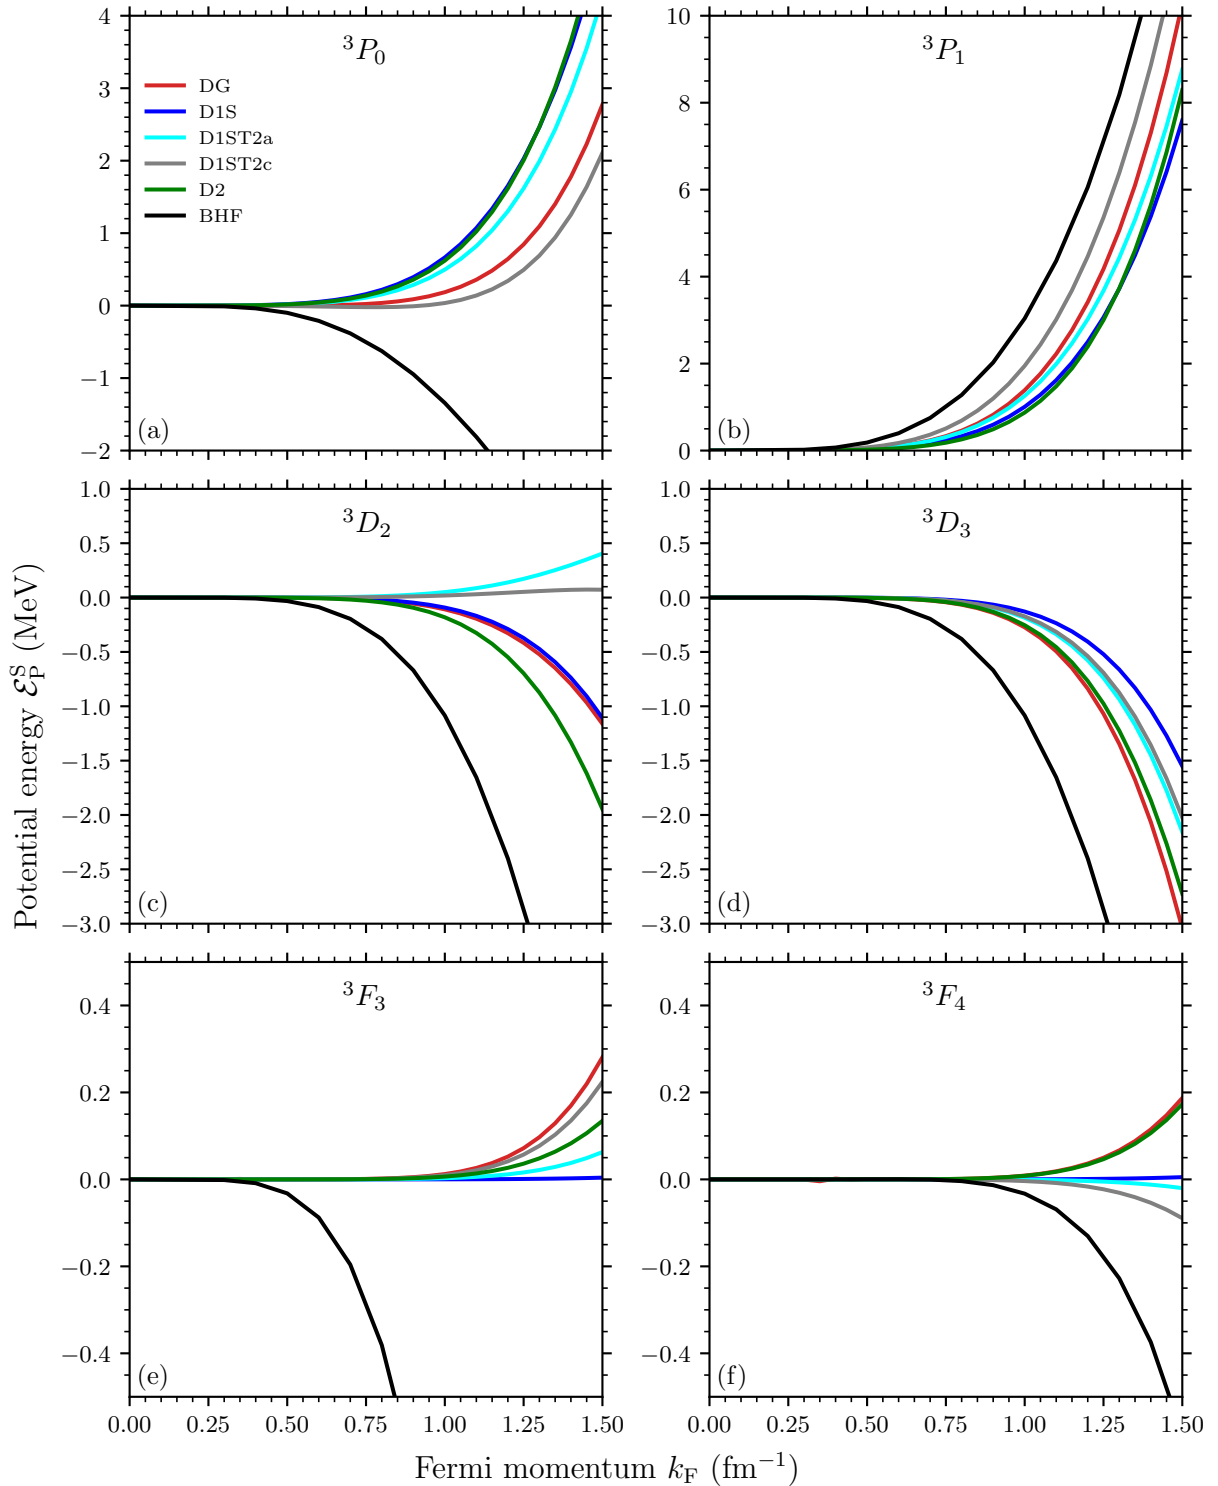 4
3
2
1
0
−1
−2
³P₀
DG
D1S
D1ST2a
D1ST2c
D2
BHF
(a)
10
8
6
4
2
0
³P₁
(b)
1.0
0.5
0.0
−0.5
−1.0
−1.5
−2.0
−2.5
−3.0
³D₂
(c)
1.0
0.5
0.0
−0.5
−1.0
−1.5
−2.0
−2.5
−3.0
³D₃
(d)
Potential energy ℰ_P^S (MeV)
0.4
0.2
0.0
−0.2
−0.4
³F₃
(e)
0.00 0.25 0.50 0.75 1.00 1.25 1.50
0.4
0.2
0.0
−0.2
−0.4
³F₄
(f)
0.00 0.25 0.50 0.75 1.00 1.25 1.50
Fermi momentum k_F (fm⁻¹)